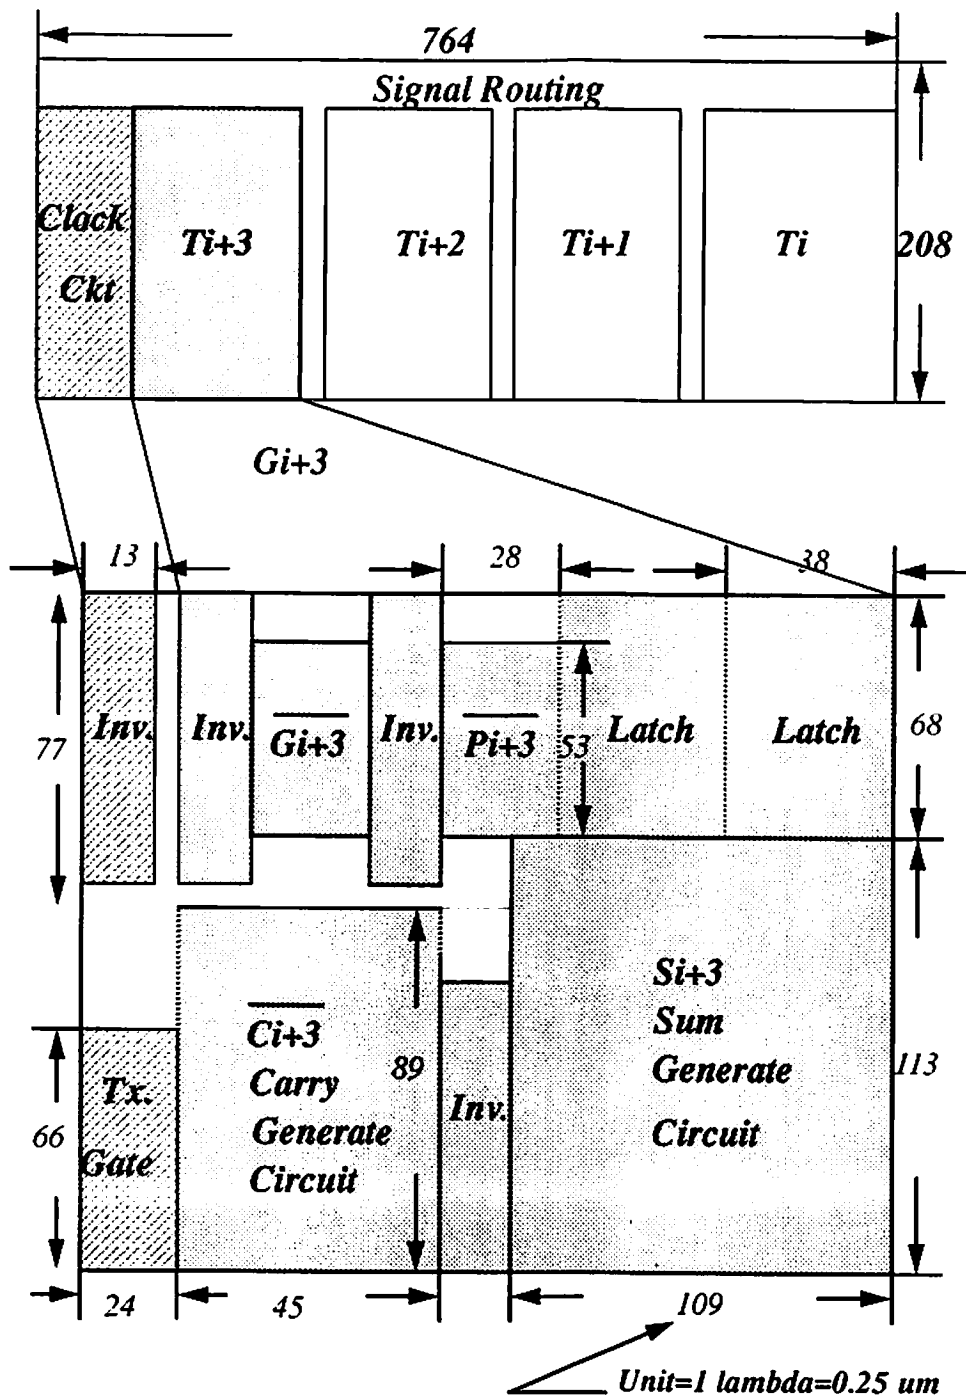 764
Signal Routing
Clock
Ckt
Ti+3
Ti+2
Ti+1
Ti
208
Gi+3
13
28
38
77
Inv.
Inv.
Gi+3
Inv.
Pi+3
53
Latch
Latch
68
Ci+3
Carry
Generate
Circuit
89
Inv.
Si+3
Sum
Generate
Circuit
113
66
Tx.
Gate
24
45
109
Unit=1 lambda=0.25 um